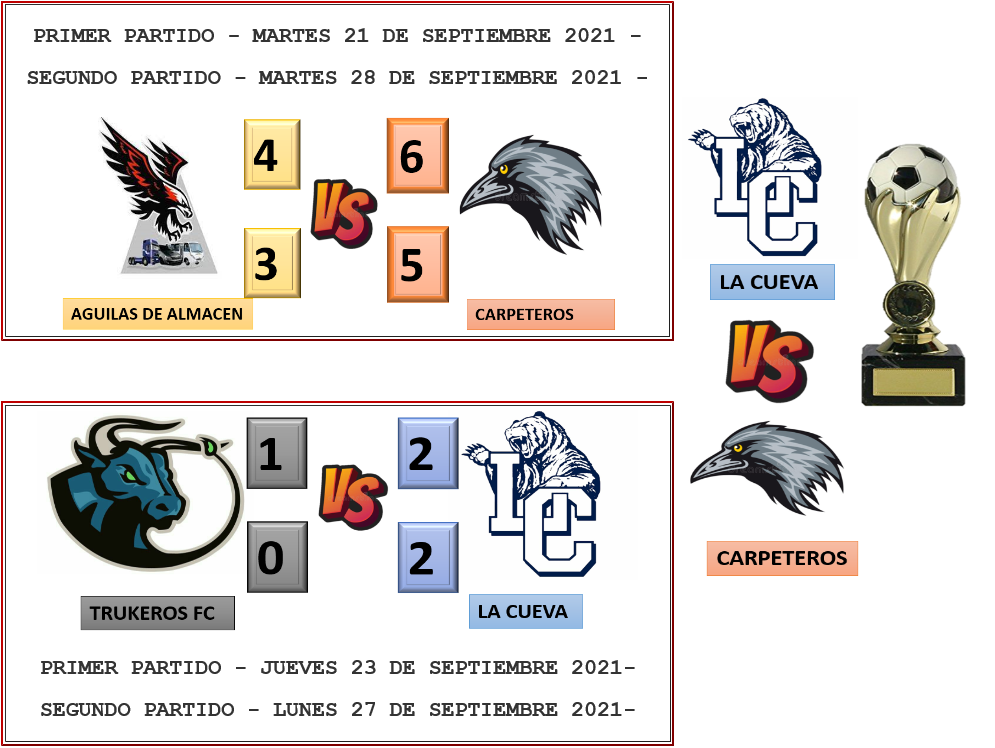 PRIMER PARTIDO - MARTES 21 DE SEPTIEMBRE 2021 -
SEGUNDO PARTIDO - MARTES 28 DE SEPTIEMBRE 2021 -
4
6
VS
3
5
AGUILAS DE ALMACEN
CARPETEROS
1
2
VS
LC
0
2
TRUKEROS FC
LA CUEVA
PRIMER PARTIDO - JUEVES 23 DE SEPTIEMBRE 2021-
SEGUNDO PARTIDO - LUNES 27 DE SEPTIEMBRE 2021-
LC
LA CUEVA
VS
CARPETEROS